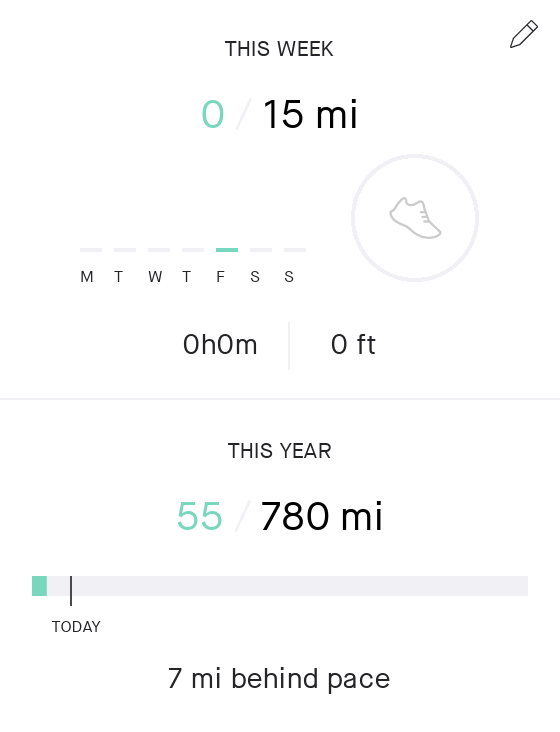 THIS WEEK
0 / 15 mi
M T W T F S S
0h0m 0 ft
THIS YEAR
55 / 780 mi
TODAY
7 mi behind pace